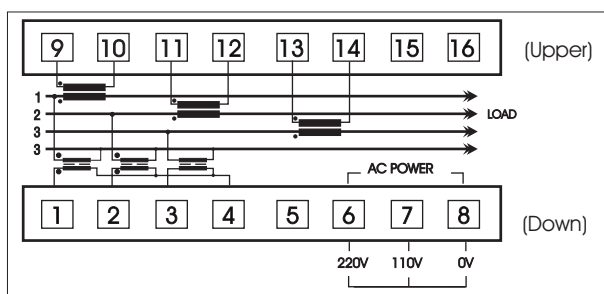 9 10 11 12 13 14 15 16 (Upper)
1
2 LOAD
3
3
AC POWER
1 2 3 4 5 6 7 8 (Down)
220V 110V 0V